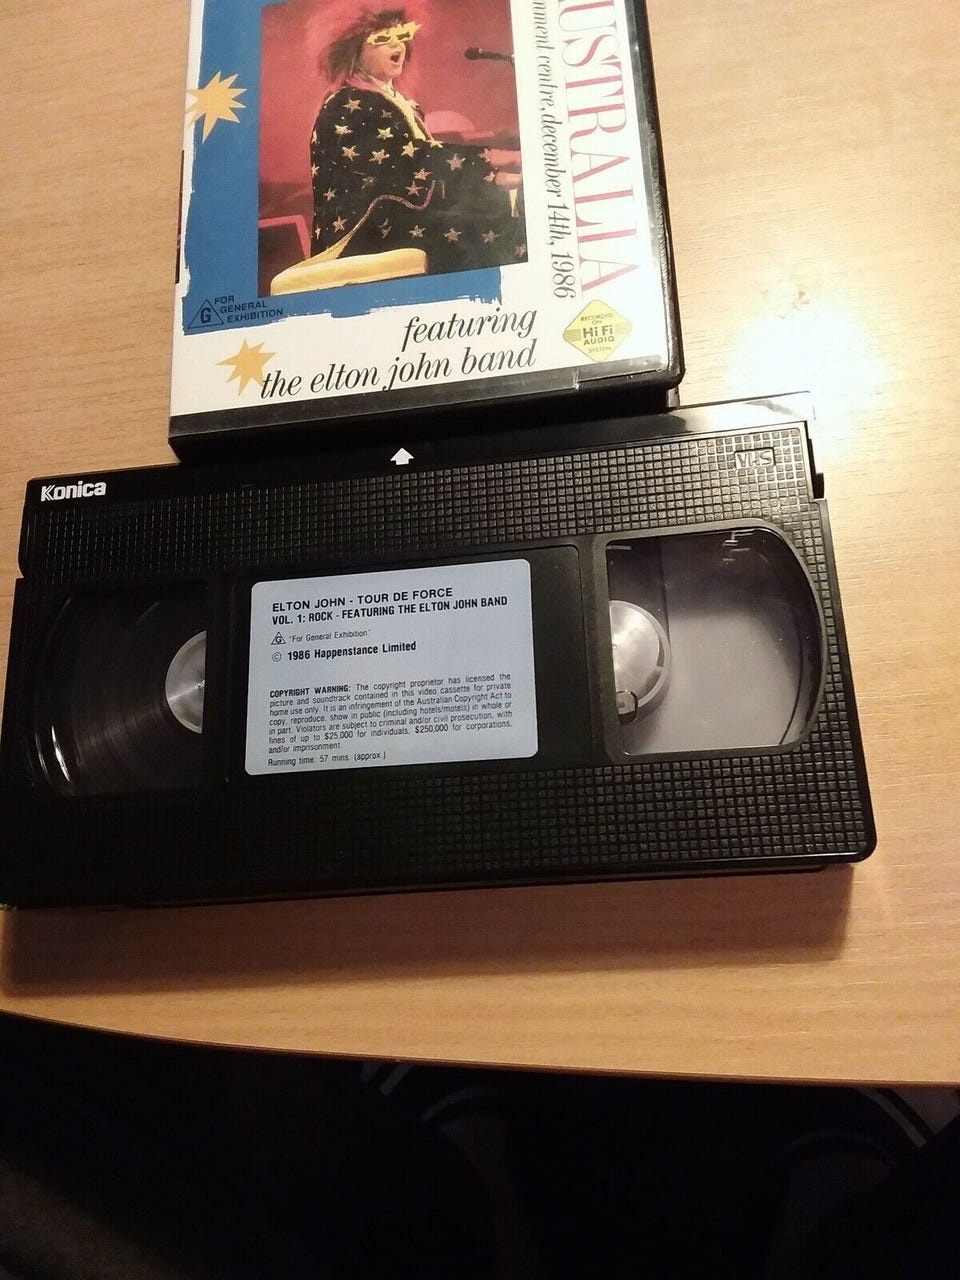 AUSTRALIA
centre, december 14th, 1986
G
FOR
GENERAL
EXHIBITION
featuring
the elton john band
RECORDED
ON
Hi Fi
AUDIO
SYSTEM
Konica
VHS
ELTON JOHN - TOUR DE FORCE
VOL. 1: ROCK - FEATURING THE ELTON JOHN BAND
G "For General Exhibition"
© 1986 Happenstance Limited
COPYRIGHT WARNING: The copyright proprietor has licensed the
picture and soundtrack contained in this video cassette for private
home use only. It is an infringement of the Australian Copyright Act to
copy, reproduce, show in public (including hotels/motels) in whole or
in part. Violators are subject to criminal and/or civil prosecution, with
fines of up to $25,000 for individuals, $250,000 for corporations,
and/or imprisonment.
Running time: 57 mins. (approx.)